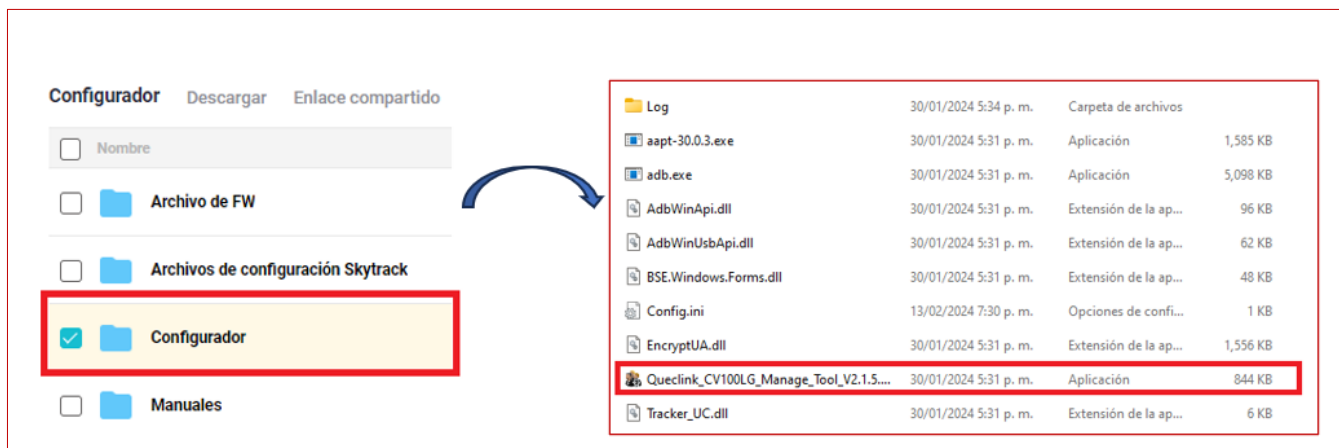 Configurador Descargar Enlace compartido
Nombre
Archivo de FW
Archivos de configuración Skytrack
Configurador
Manuales
Log 30/01/2024 5:34 p. m. Carpeta de archivos
aapt-30.0.3.exe 30/01/2024 5:31 p. m. Aplicación 1,585 KB
adb.exe 30/01/2024 5:31 p. m. Aplicación 5,098 KB
AdbWinApi.dll 30/01/2024 5:31 p. m. Extensión de la ap... 96 KB
AdbWinUsbApi.dll 30/01/2024 5:31 p. m. Extensión de la ap... 62 KB
BSE.Windows.Forms.dll 30/01/2024 5:31 p. m. Extensión de la ap... 48 KB
Config.ini 13/02/2024 7:30 p. m. Opciones de confi... 1 KB
EncryptUA.dll 30/01/2024 5:31 p. m. Extensión de la ap... 1,556 KB
Queclink_CV100LG_Manage_Tool_V2.1.5.... 30/01/2024 5:31 p. m. Aplicación 844 KB
Tracker_UC.dll 30/01/2024 5:31 p. m. Extensión de la ap... 6 KB